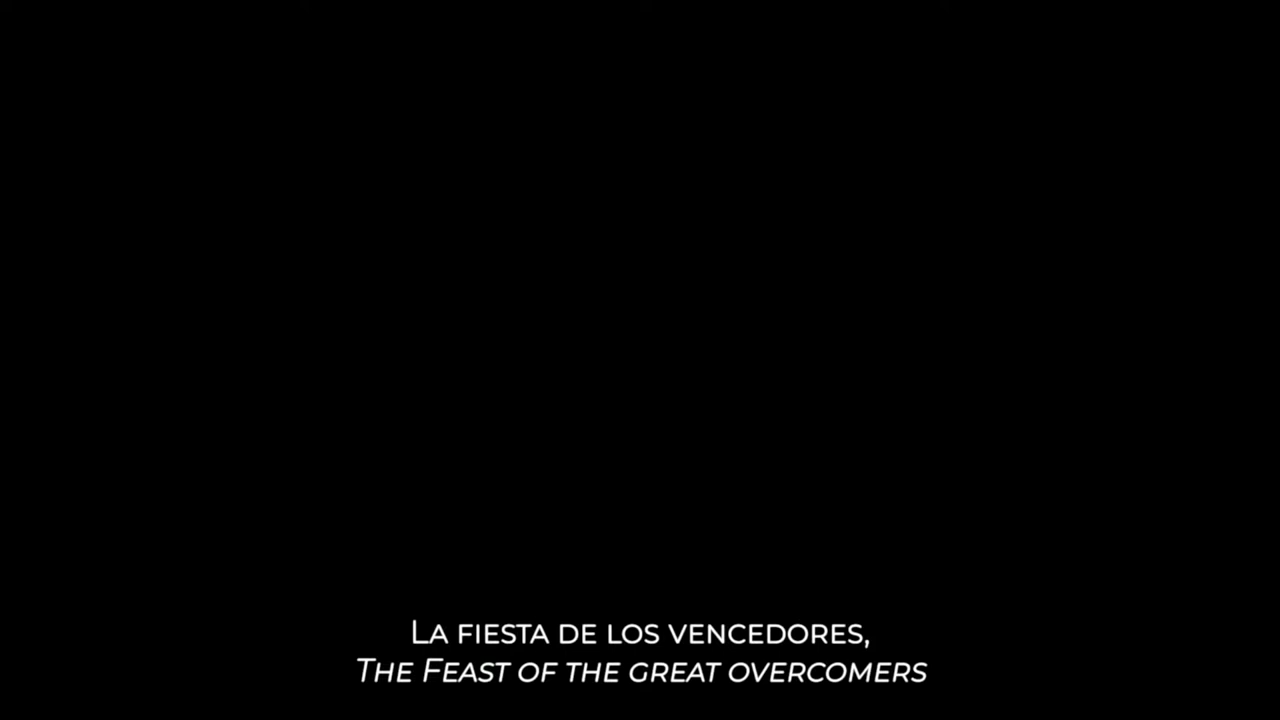 La fiesta de los vencedores,
The Feast of the great overcomers